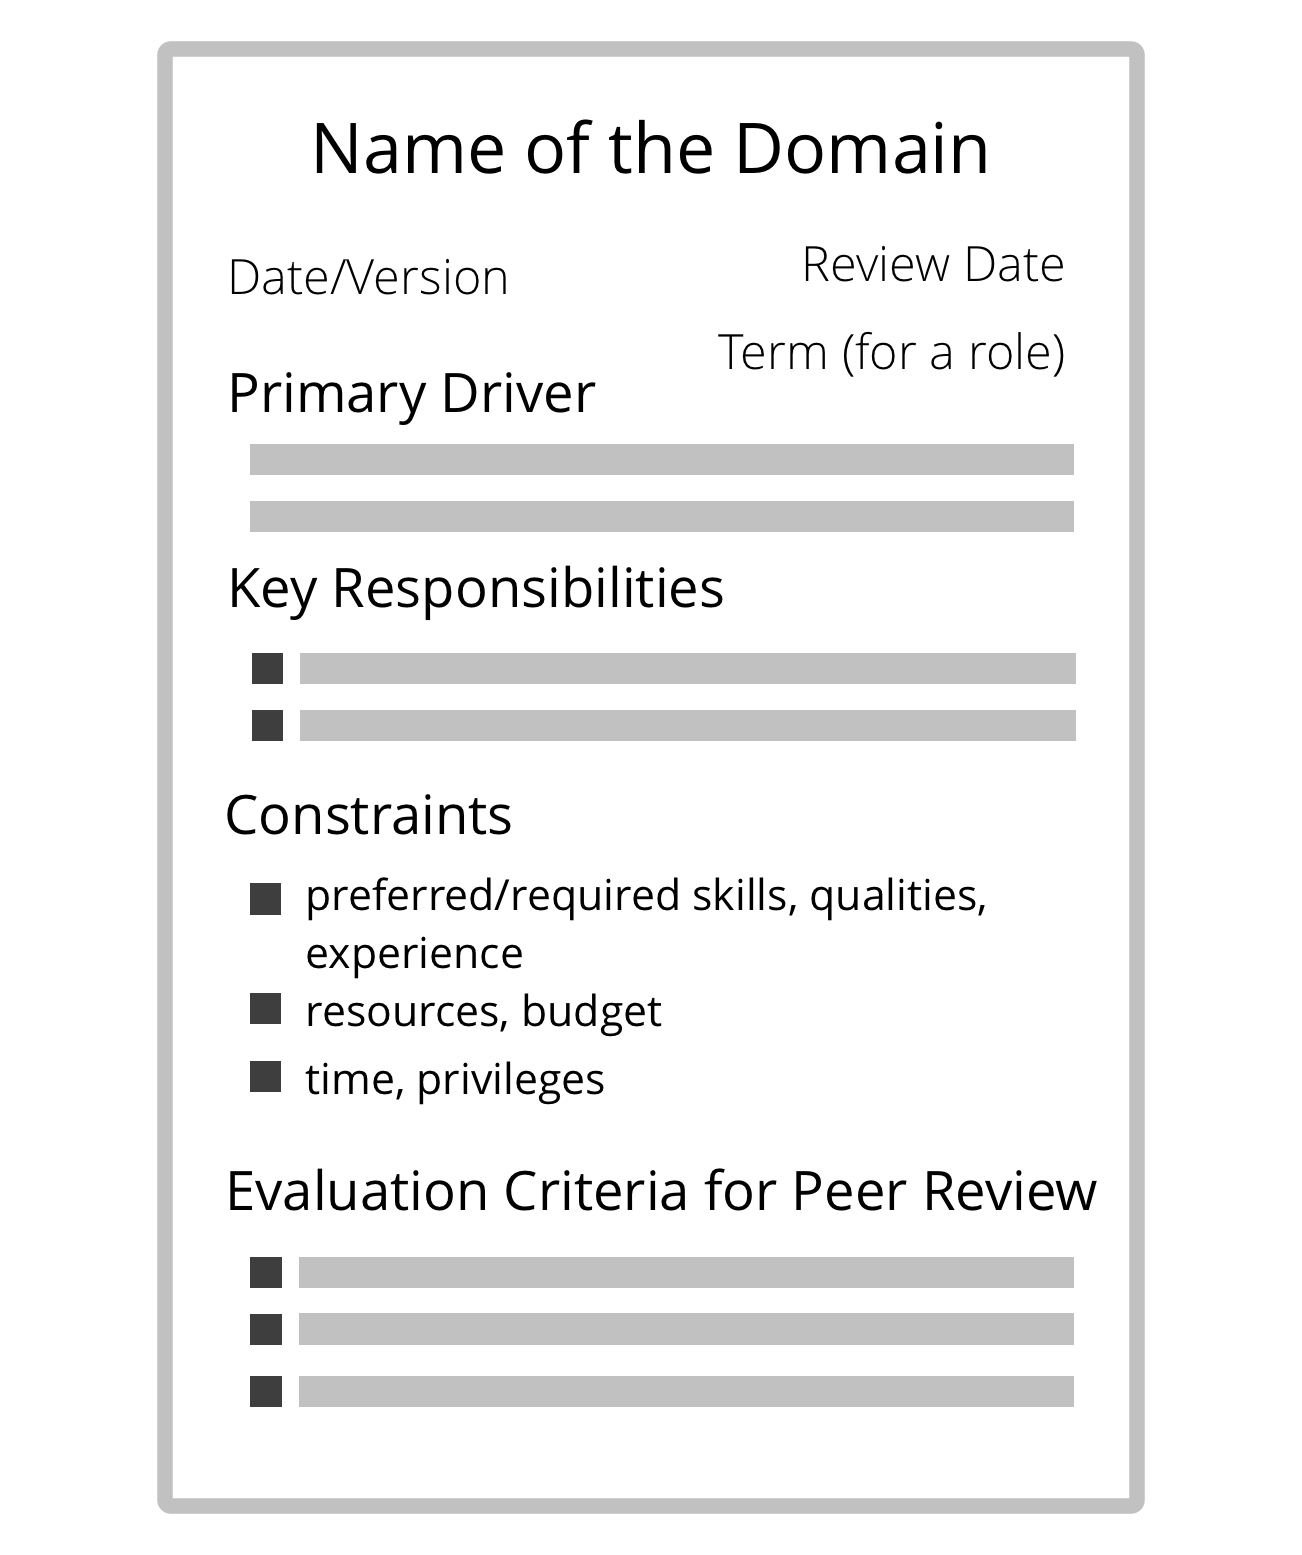 Name of the Domain
Date/Version
Review Date
Term (for a role)
Primary Driver
Key Responsibilities
Constraints
preferred/required skills, qualities,
experience
resources, budget
time, privileges
Evaluation Criteria for Peer Review